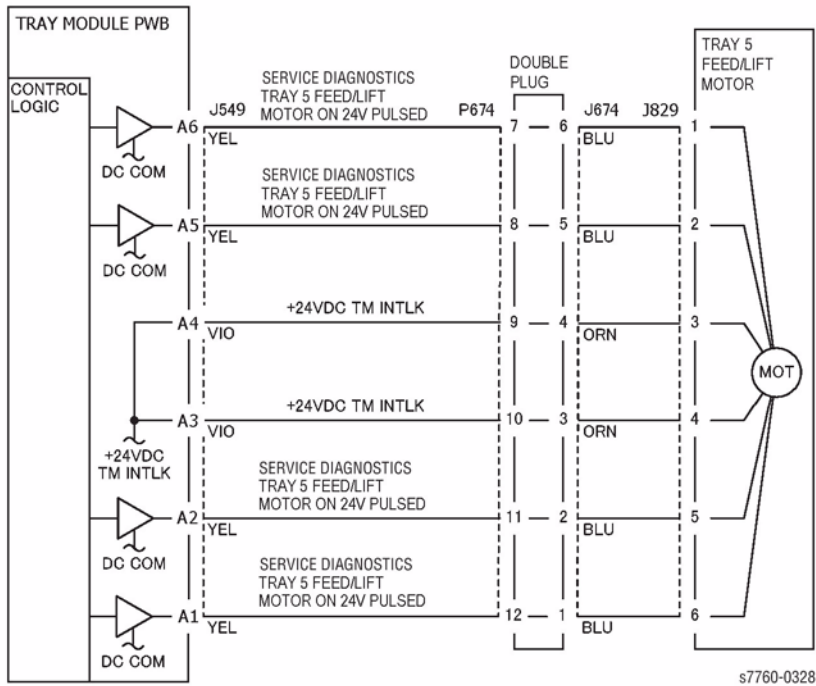 TRAY MODULE PWB
CONTROL
LOGIC
DOUBLE
PLUG
TRAY 5
FEED/LIFT
MOTOR
SERVICE DIAGNOSTICS
TRAY 5 FEED/LIFT
MOTOR ON 24V PULSED
J549 P674 J674 J829
A6 7 6 1
YEL BLU
DC COM
SERVICE DIAGNOSTICS
TRAY 5 FEED/LIFT
MOTOR ON 24V PULSED
A5 8 5 2
YEL BLU
DC COM
+24VDC TM INTLK
A4 9 4 3
VIO ORN
MOT
+24VDC TM INTLK
A3 10 3 4
VIO ORN
+24VDC
TM INTLK
SERVICE DIAGNOSTICS
TRAY 5 FEED/LIFT
MOTOR ON 24V PULSED
A2 11 2 5
YEL BLU
DC COM
SERVICE DIAGNOSTICS
TRAY 5 FEED/LIFT
MOTOR ON 24V PULSED
A1 12 1 6
YEL BLU
DC COM
s7760-0328